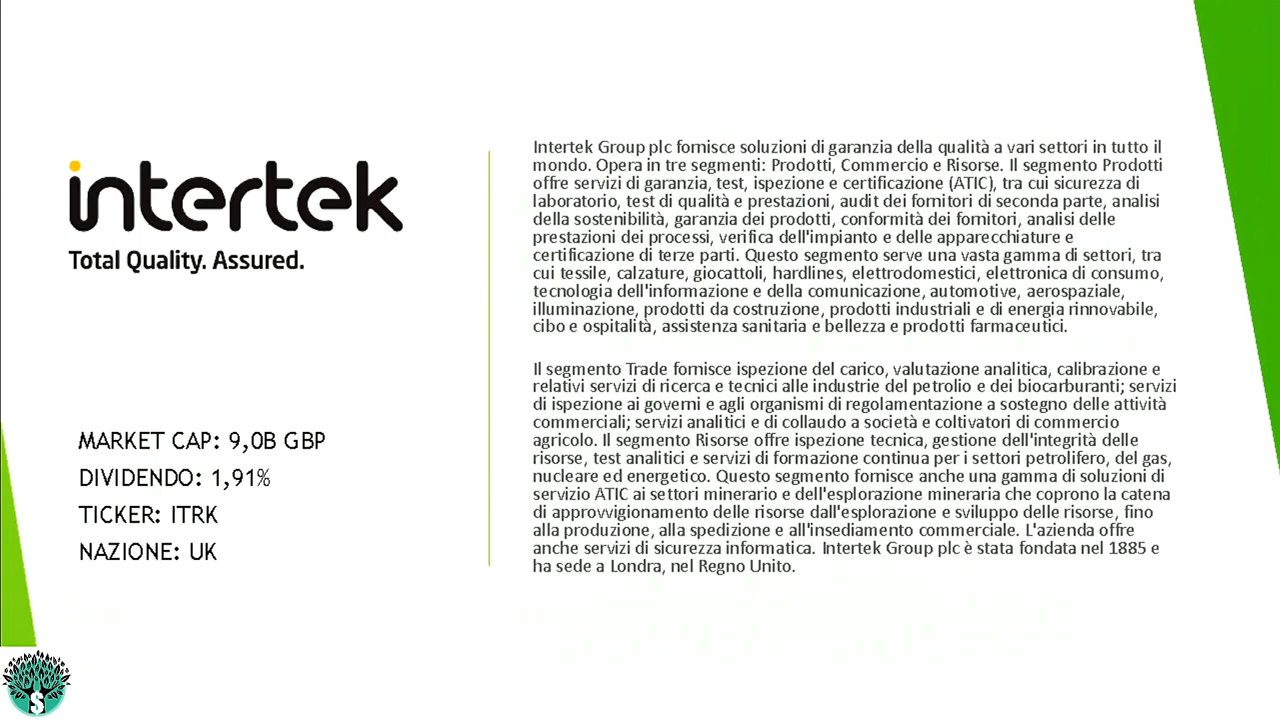 intertek
Total Quality. Assured.
MARKET CAP: 9,0B GBP
DIVIDENDO: 1,91%
TICKER: ITRK
NAZIONE: UK
Intertek Group plc fornisce soluzioni di garanzia della qualità a vari settori in tutto il
mondo. Opera in tre segmenti: Prodotti, Commercio e Risorse. Il segmento Prodotti
offre servizi di garanzia, test, ispezione e certificazione (ATIC), tra cui sicurezza di
laboratorio, test di qualità e prestazioni, audit dei fornitori di seconda parte, analisi
della sostenibilità, garanzia dei prodotti, conformità dei fornitori, analisi delle
prestazioni dei processi, verifica dell'impianto e delle apparecchiature e
certificazione di terze parti. Questo segmento serve una vasta gamma di settori, tra
cui tessile, calzature, giocattoli, hardlines, elettrodomestici, elettronica di consumo,
tecnologia dell'informazione e della comunicazione, automotive, aerospaziale,
illuminazione, prodotti da costruzione, prodotti industriali e di energia rinnovabile,
cibo e ospitalità, assistenza sanitaria e bellezza e prodotti farmaceutici.
Il segmento Trade fornisce ispezione del carico, valutazione analitica, calibrazione e
relativi servizi di ricerca e tecnici alle industrie del petrolio e dei biocarburanti; servizi
di ispezione ai governi e agli organismi di regolamentazione a sostegno delle attività
commerciali; servizi analitici e di collaudo a società e coltivatori di commercio
agricolo. Il segmento Risorse offre ispezione tecnica, gestione dell'integrità delle
risorse, test analitici e servizi di formazione continua per i settori petrolifero, del gas,
nucleare ed energetico. Questo segmento fornisce anche una gamma di soluzioni di
servizio ATIC ai settori minerario e dell'esplorazione mineraria che coprono la catena
di approvvigionamento delle risorse dall'esplorazione e sviluppo delle risorse, fino
alla produzione, alla spedizione e all'insediamento commerciale. L'azienda offre
anche servizi di sicurezza informatica. Intertek Group plc è stata fondata nel 1885 e
ha sede a Londra, nel Regno Unito.
$